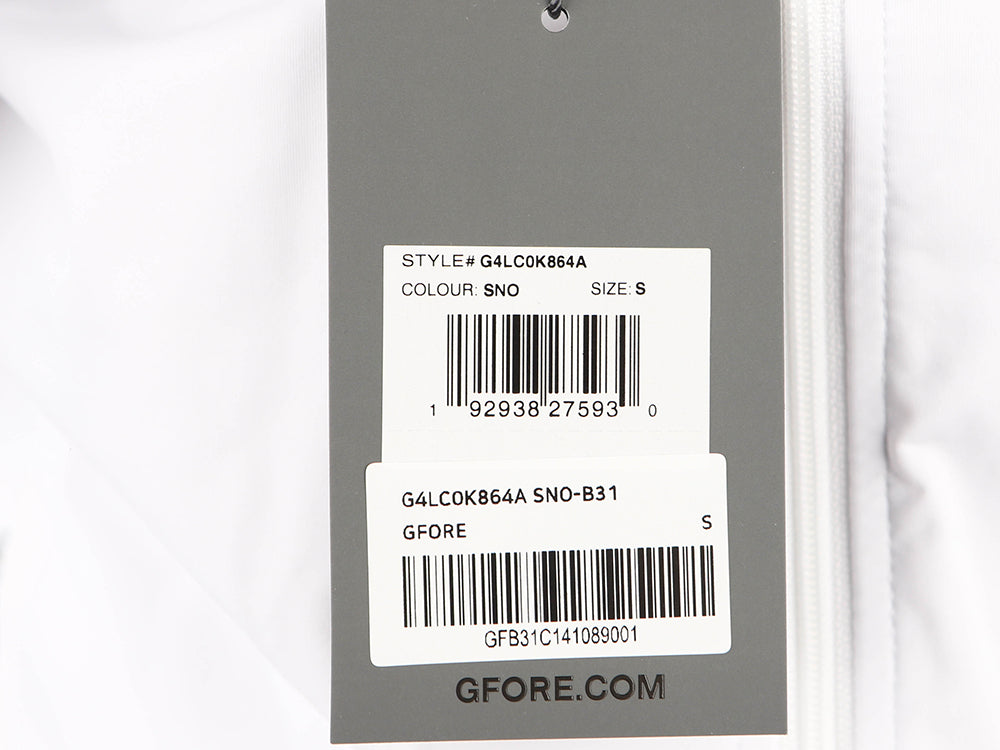 STYLE# G4LC0K864A
COLOUR: SNO SIZE: S
1 92938 27593 0
G4LC0K864A SNO-B31
GFORE S
GFB31C141089001
GFORE.COM